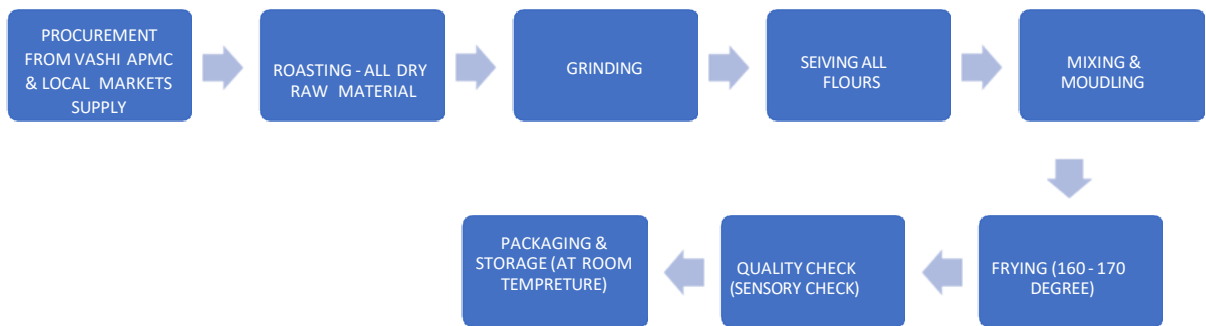 PROCUREMENT
FROM VASHI APMC
& LOCAL MARKETS
SUPPLY
ROASTING - ALL DRY
RAW MATERIAL
GRINDING
SEIVING ALL
FLOURS
MIXING &
MOUDLING
FRYING (160 - 170
DEGREE)
QUALITY CHECK
(SENSORY CHECK)
PACKAGING &
STORAGE (AT ROOM
TEMPRETURE)